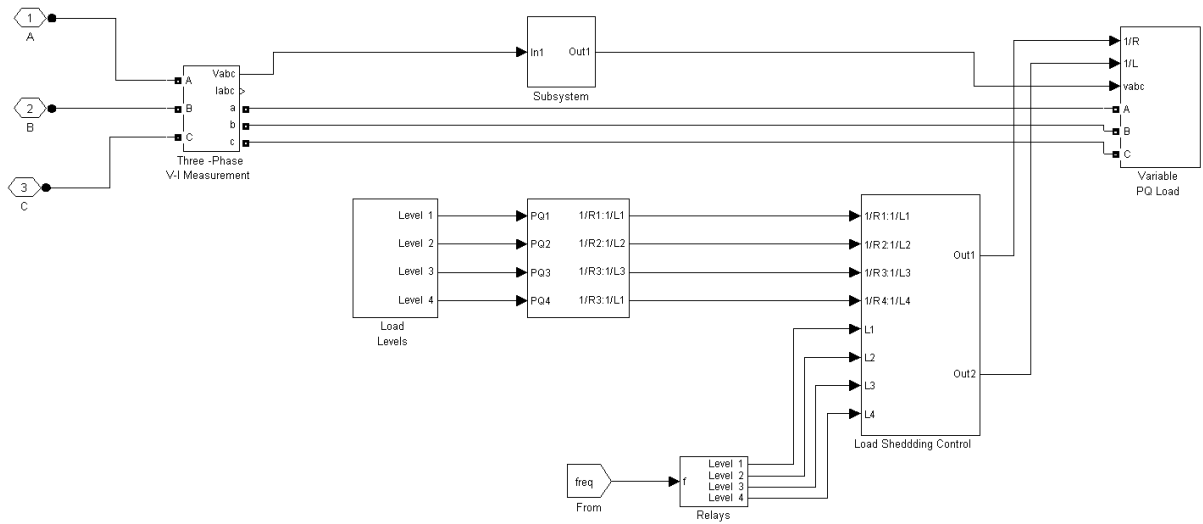 1
A
2
B
3
C
A
B
C
Vabc
Iabc
a
b
c
Three -Phase
V-I Measurement
In1
Out1
Subsystem
1/R
1/L
vabc
A
B
C
Variable
PQ Load
Level 1
Level 2
Level 3
Level 4
Load
Levels
PQ1
PQ2
PQ3
PQ4
1/R1:1/L1
1/R2:1/L2
1/R3:1/L3
1/R3:1/L1
1/R1:1/L1
1/R2:1/L2
1/R3:1/L3
1/R4:1/L4
L1
L2
L3
L4
Out1
Out2
Load Sheddding Control
freq
From
f
Level 1
Level 2
Level 3
Level 4
Relays